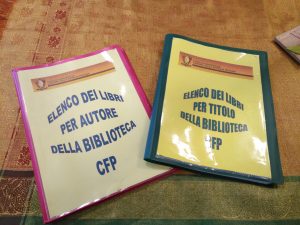 ELENCO DEI LIBRI
PER AUTORE
DELLA BIBLIOTECA
CFP
ELENCO DEI LIBRI
PER TITOLO
DELLA BIBLIOTECA
CFP